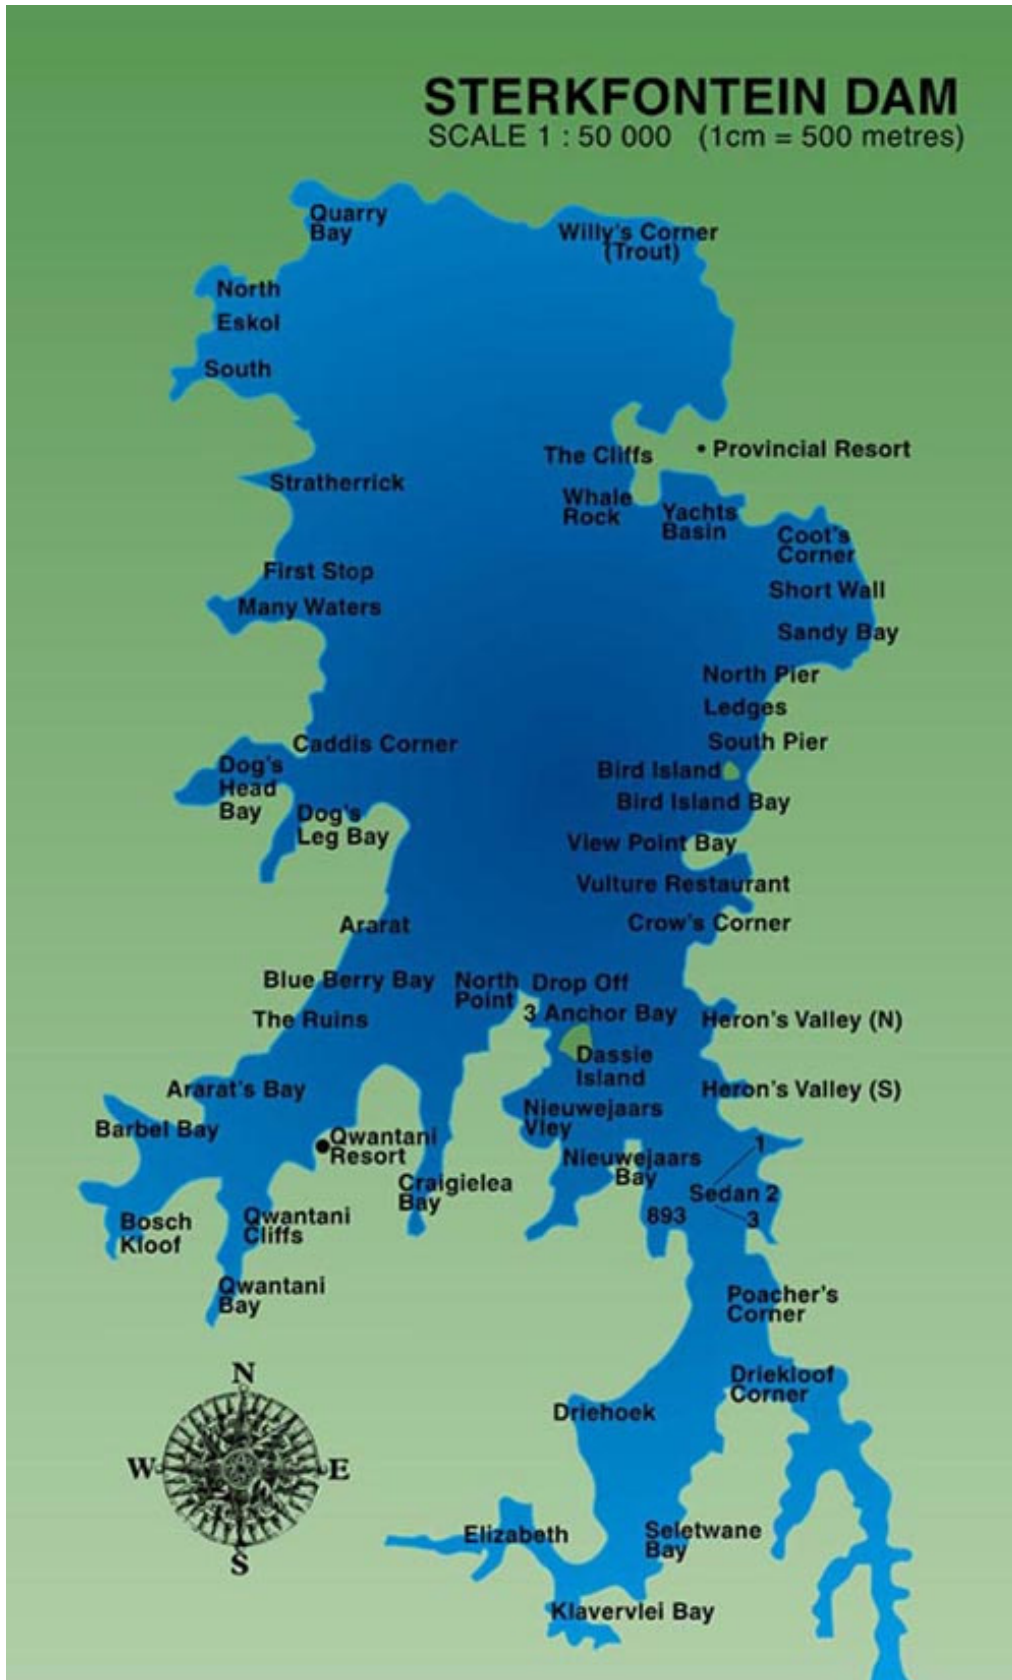 STERKFONTEIN DAM
SCALE 1 : 50 000 (1cm = 500 metres)
Quarry
Bay
Willy's Corner
(Trout)
North
Eskol
South
The Cliffs
Provincial Resort
Stratherrick
Whale
Rock
Yachts
Basin
Coot's
Corner
First Stop
Short Wall
Many Waters
Sandy Bay
North Pier
Ledges
South Pier
Caddis Corner
Dog's
Head
Bay
Bird Island
Bird Island Bay
Dog's
Leg Bay
View Point Bay
Vulture Restaurant
Ararat
Crow's Corner
Blue Berry Bay
North
Point
Drop Off
The Ruins
3 Anchor Bay
Heron's Valley (N)
Dassie
Island
Ararat's Bay
Heron's Valley (S)
Nieuwejaars
Vley
Barbel Bay
Qwantani
Resort
1
Nieuwejaars
Bay
Craigielea
Bay
Sedan 2
3
893
Bosch
Kloof
Qwantani
Cliffs
Qwantani
Bay
Poacher's
Corner
Driekloof
Corner
N
W
E
S
Driehoek
Elizabeth
Seletwane
Bay
Klavervlei Bay